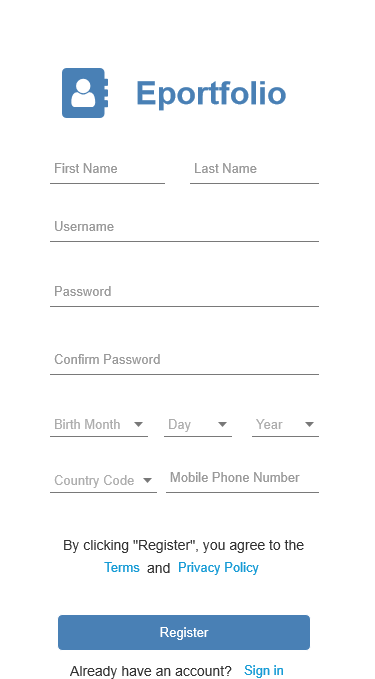 Eportfolio
First Name Last Name
Username
Password
Confirm Password
Birth Month Day Year
Country Code Mobile Phone Number
By clicking "Register", you agree to the
Terms and Privacy Policy
Register
Already have an account? Sign in